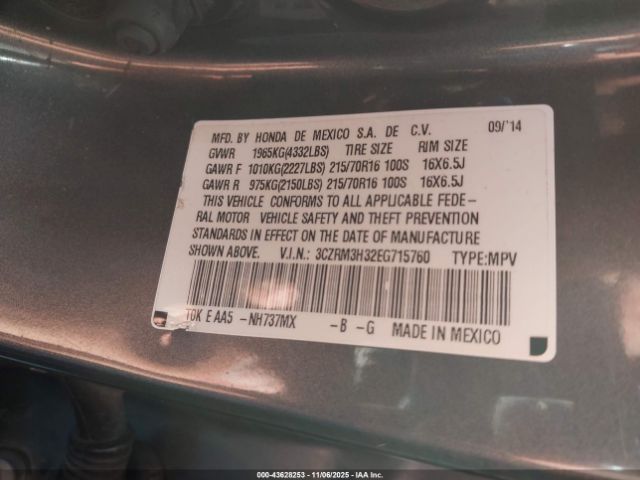 MFD. BY HONDA DE MEXICO S.A. DE C.V. 09/'14
GVWR 1965KG(4332LBS) TIRE SIZE RIM SIZE
GAWR F 1010KG(2227LBS) 215/70R16 100S 16X6.5J
GAWR R 975KG(2150LBS) 215/70R16 100S 16X6.5J
THIS VEHICLE CONFORMS TO ALL APPLICABLE FEDE-
RAL MOTOR VEHICLE SAFETY AND THEFT PREVENTION
STANDARDS IN EFFECT ON THE DATE OF MANUFACTURE
SHOWN ABOVE. V.I.N.: 3CZRM3H32EG715760 TYPE:MPV
T0K E AA5 -NH737MX -B -G MADE IN MEXICO
000-43628253 - 11/06/2025 - IAA Inc.